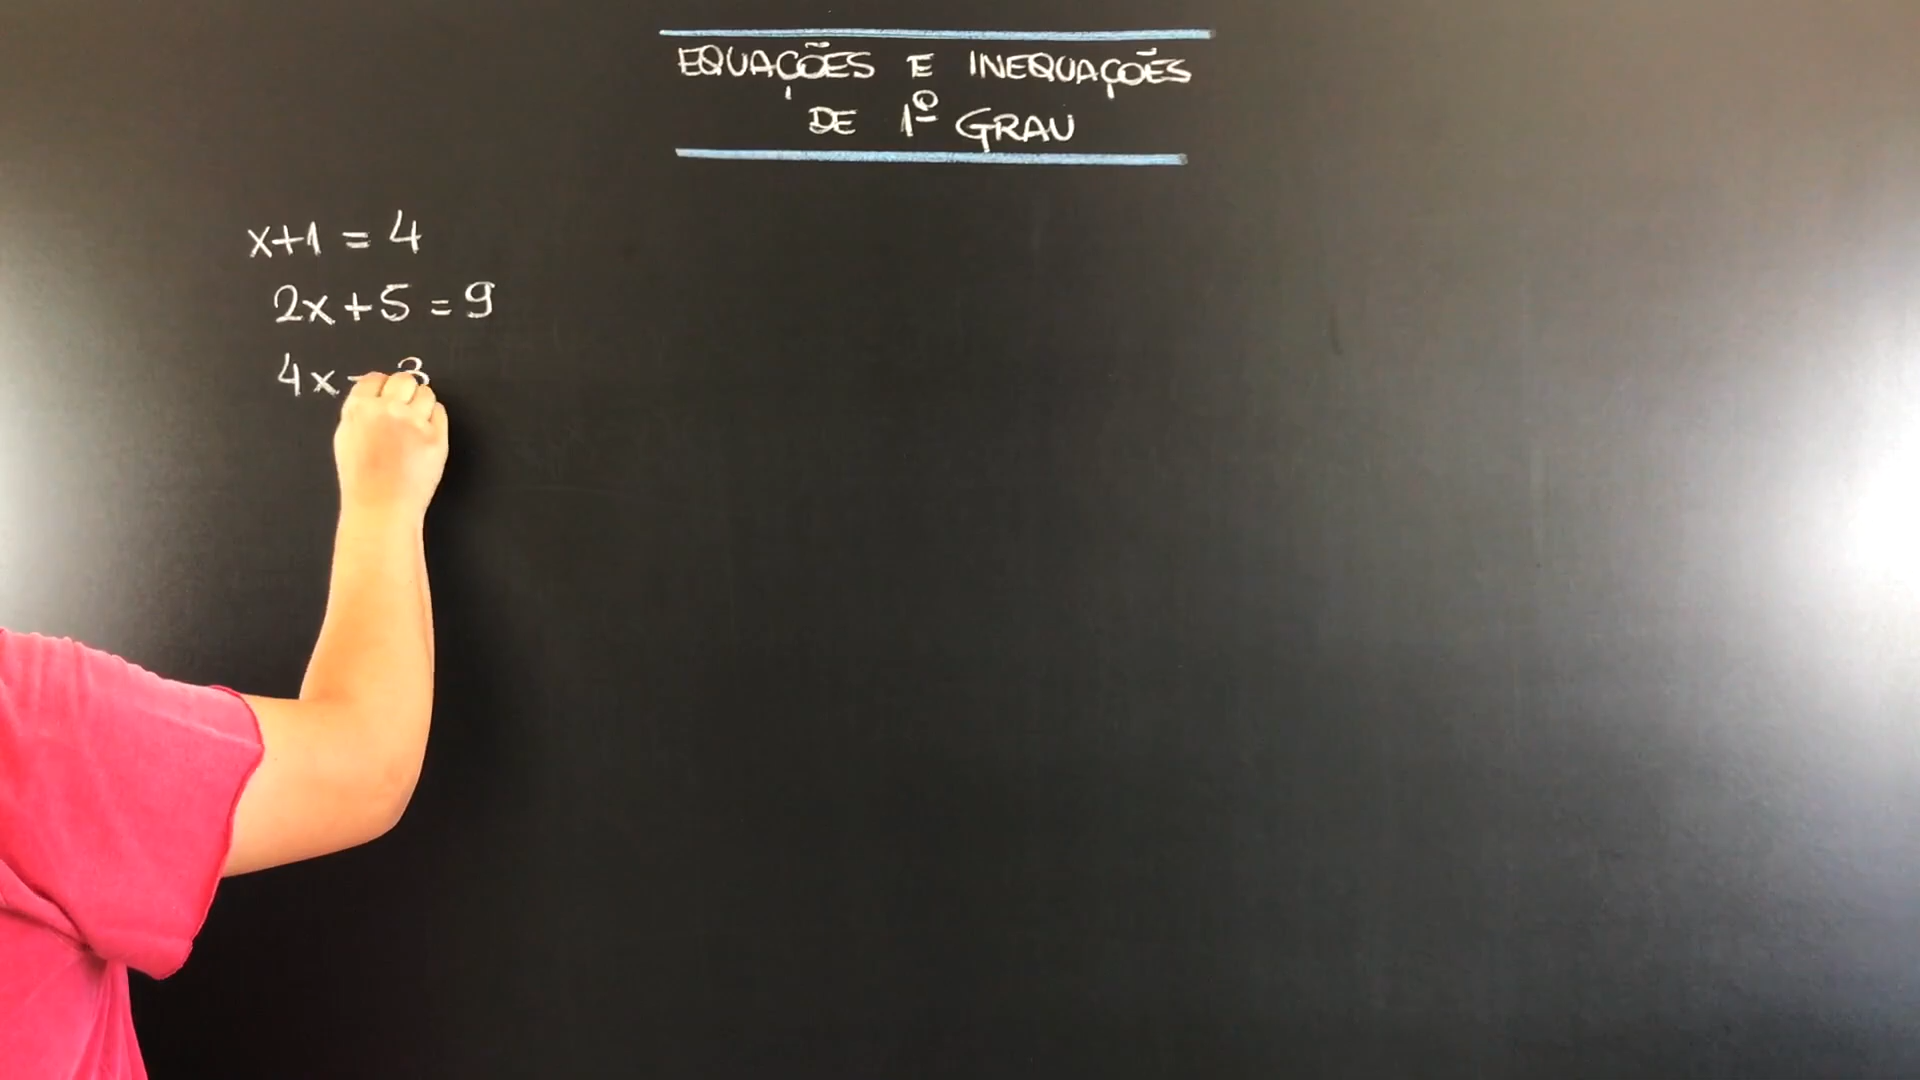 EQUAÇÕES E INEQUAÇÕES
DE 1º GRAU
x+1 = 4
2x+5=9
4x - 3